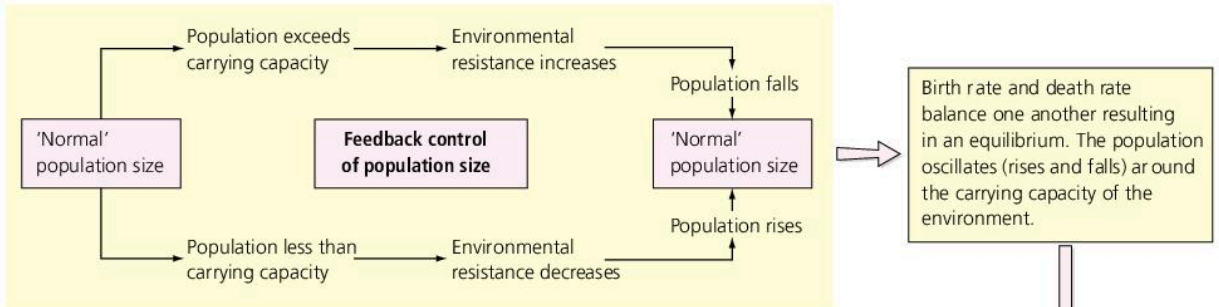 Population exceeds
carrying capacity
Environmental
resistance increases
Population falls
'Normal'
population size
Feedback control
of population size
'Normal'
population size
Population rises
Population less than
carrying capacity
Environmental
resistance decreases
Birth rate and death rate
balance one another resulting
in an equilibrium. The population
oscillates (rises and falls) ar ound
the carrying capacity of the
environment.